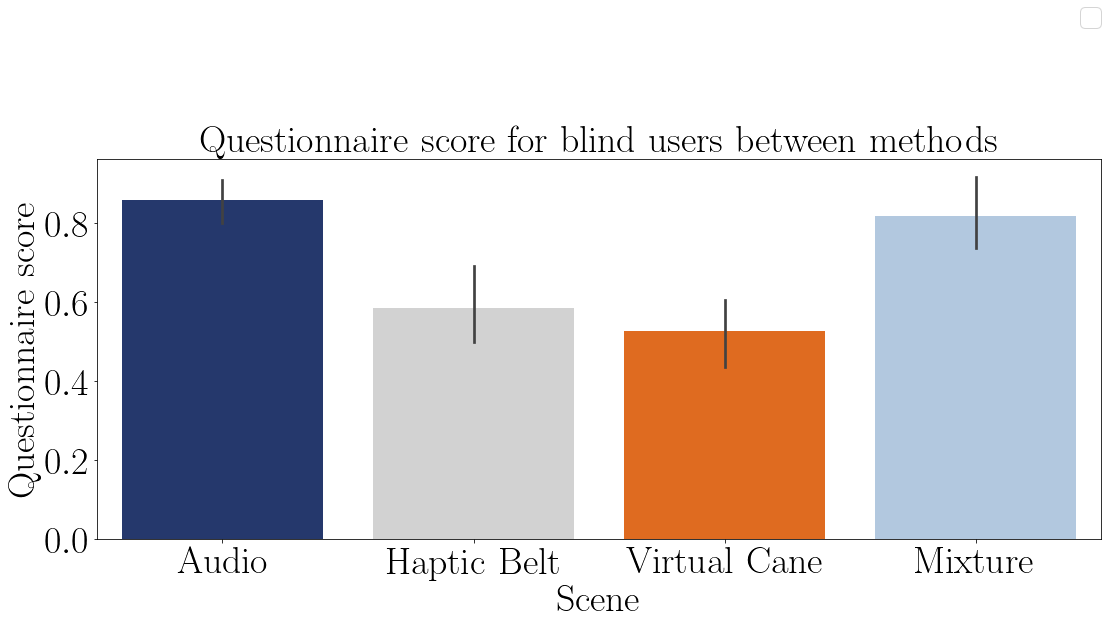 Questionnaire score for blind users between methods
Questionnaire score
0.8
0.6
0.4
0.2
0.0
Audio
Haptic Belt
Virtual Cane
Mixture
Scene